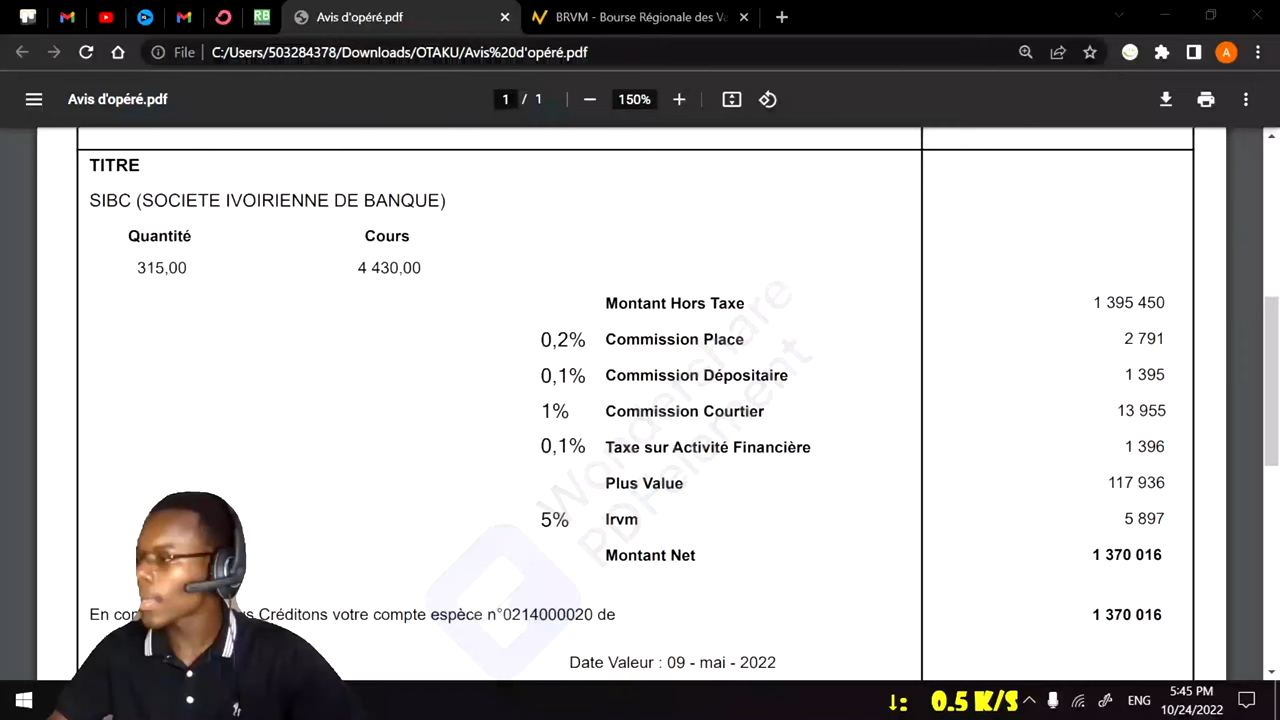 Avis d'opéré.pdf
BRVM - Bourse Régionale des Va
File
C:/Users/503284378/Downloads/OTAKU/Avis%20d'opéré.pdf
A
Avis d'opéré.pdf
1 / 1
150%
TITRE
SIBC (SOCIETE IVOIRIENNE DE BANQUE)
Quantité Cours
315,00 4 430,00
Montant Hors Taxe 1 395 450
0,2% Commission Place 2 791
0,1% Commission Dépositaire 1 395
1% Commission Courtier 13 955
0,1% Taxe sur Activité Financière 1 396
Plus Value 117 936
5% Irvm 5 897
Montant Net 1 370 016
Créditons votre compte espèce n°0214000020 de 1 370 016
Date Valeur : 09 - mai - 2022
Wondershare
PDFelement
0.5 K/S
ENG
5:45 PM
10/24/2022